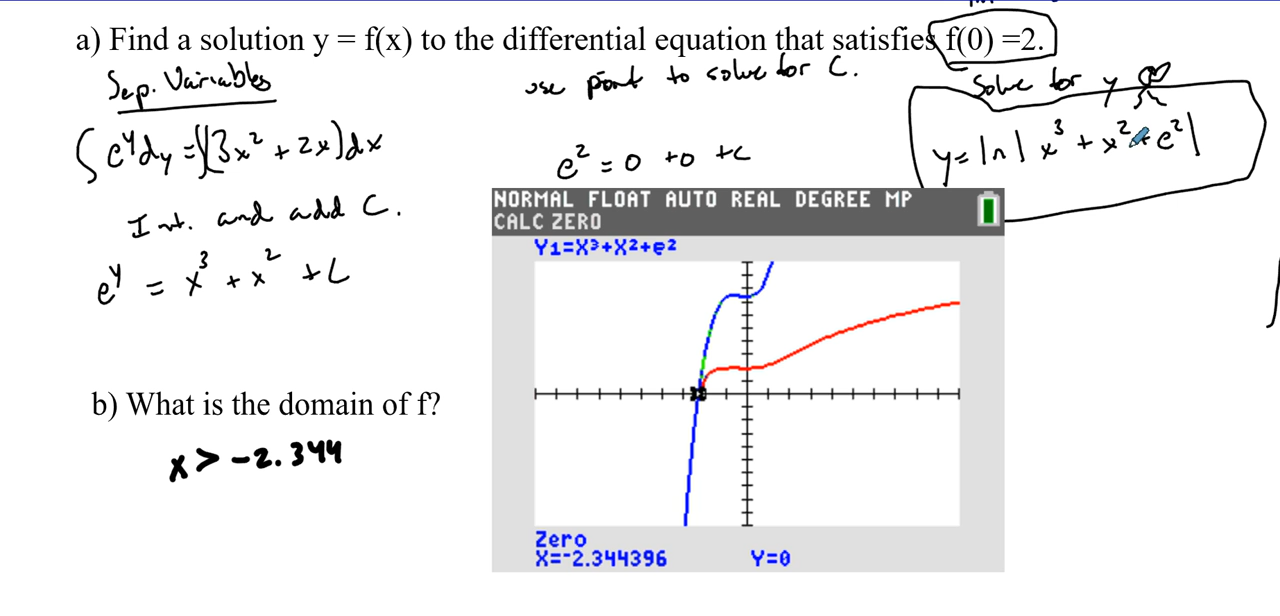 a) Find a solution y = f(x) to the differential equation that satisfies f(0) =2.
Sep. Variables
∫ e^y dy = ∫(3x² + 2x)dx
Int. and add C.
e^y = x³ + x² + C
use point to solve for C.
e² = 0 + 0 + C
Solve for y
y = ln | x³ + x² + e² |
NORMAL FLOAT AUTO REAL DEGREE MP
CALC ZERO
Y1=X³+X²+e²
Zero
X=-2.344396 Y=0
b) What is the domain of f?
x > -2.344